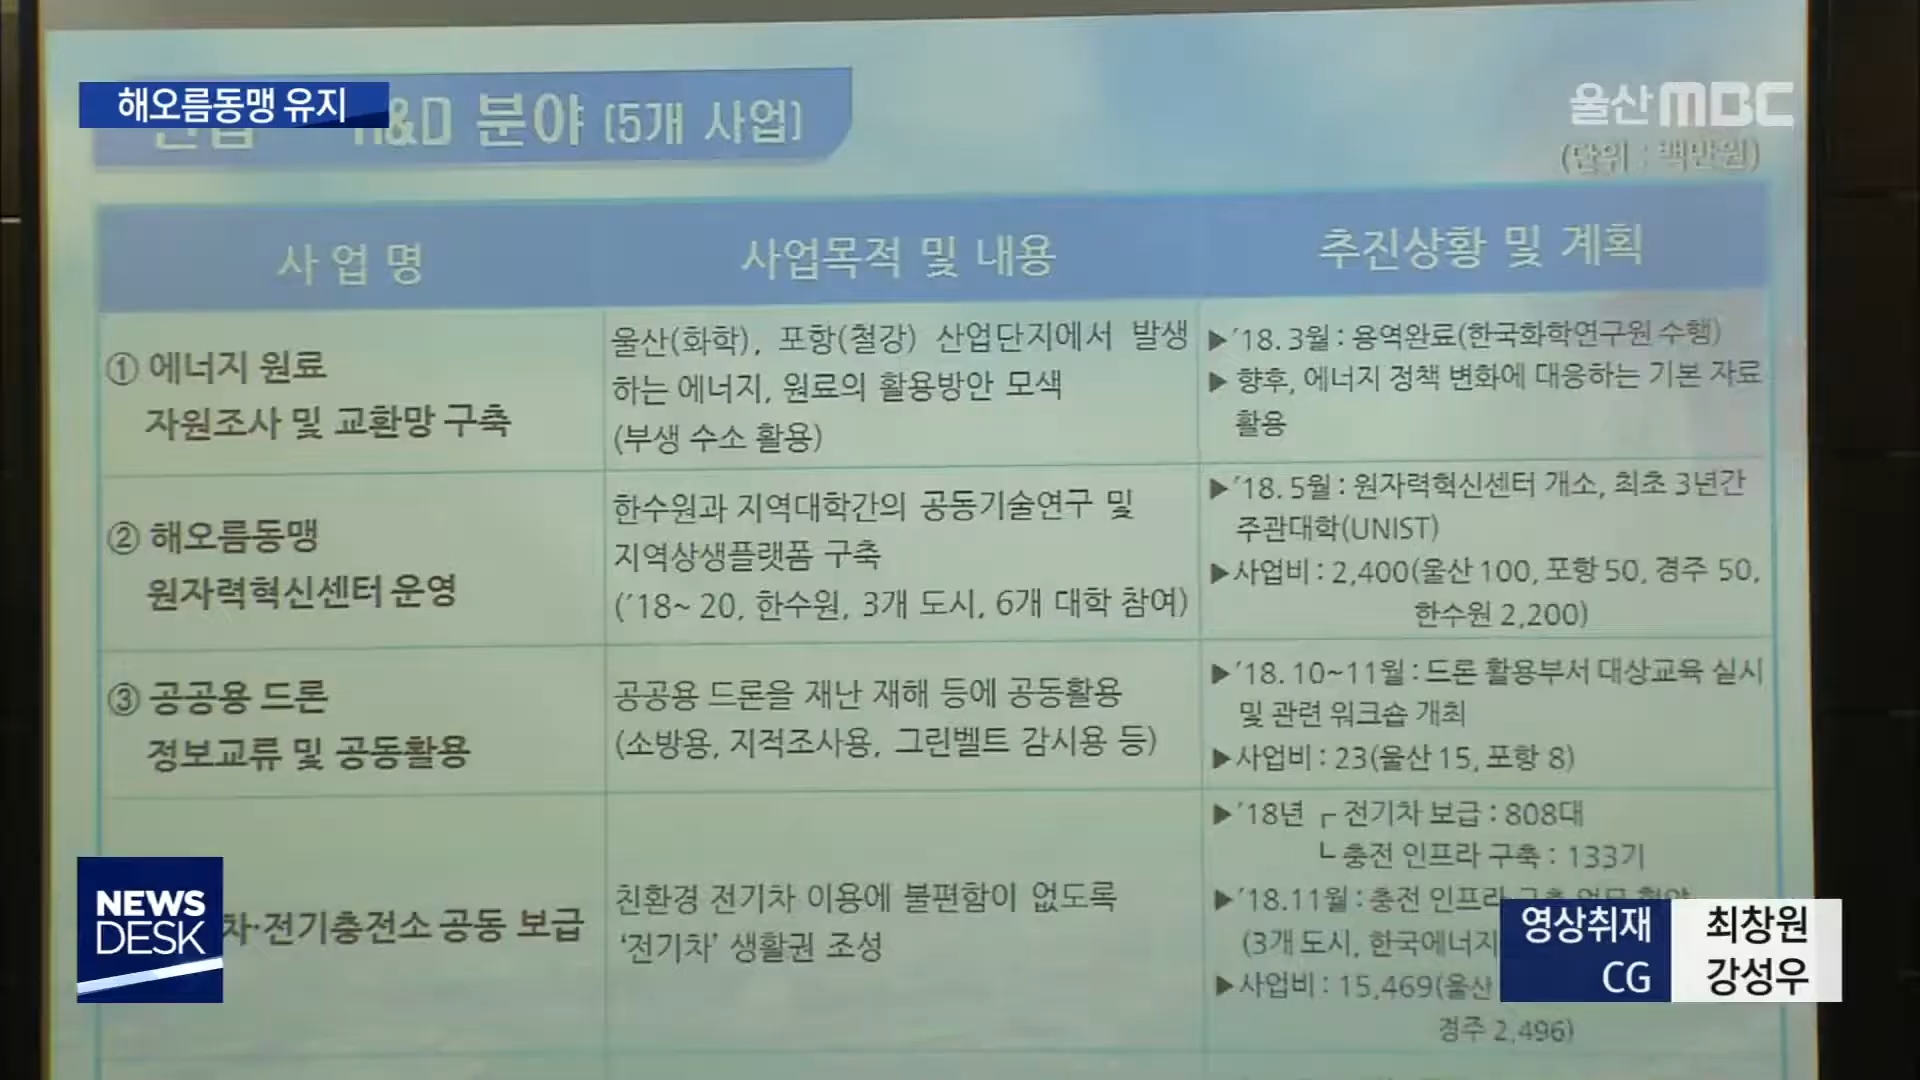 해오름동맹 유지
울산MBC
R&D 분야 (5개 사업)
(단위 : 백만원)
사 업 명
사업목적 및 내용
추진상황 및 계획
① 에너지 원료
자원조사 및 교환망 구축
울산(화학), 포항(철강) 산업단지에서 발생
하는 에너지, 원료의 활용방안 모색
(부생 수소 활용)
▶´18. 3월 : 용역완료(한국화학연구원 수행)
▶ 향후, 에너지 정책 변화에 대응하는 기본 자료
활용
② 해오름동맹
원자력혁신센터 운영
한수원과 지역대학간의 공동기술연구 및
지역상생플랫폼 구축
(´18~ 20, 한수원, 3개 도시, 6개 대학 참여)
▶´18. 5월 : 원자력혁신센터 개소, 최초 3년간
주관대학(UNIST)
▶사업비 : 2,400(울산 100, 포항 50, 경주 50,
한수원 2,200)
③ 공공용 드론
정보교류 및 공동활용
공공용 드론을 재난 재해 등에 공동활용
(소방용, 지적조사용, 그린벨트 감시용 등)
▶´18. 10~11월 : 드론 활용부서 대상교육 실시
및 관련 워크숍 개최
▶사업비 : 23(울산 15, 포항 8)
차·전기충전소 공동 보급
친환경 전기차 이용에 불편함이 없도록
‘전기차’ 생활권 조성
▶´18년 ┌ 전기차 보급 : 808대
└ 충전 인프라 구축 : 133기
▶´18.11월 : 충전 인프라
(3개 도시, 한국에너지
▶사업비 : 15,469(울산
경주 2,496)
NEWS
DESK
영상취재 최창원
CG 강성우